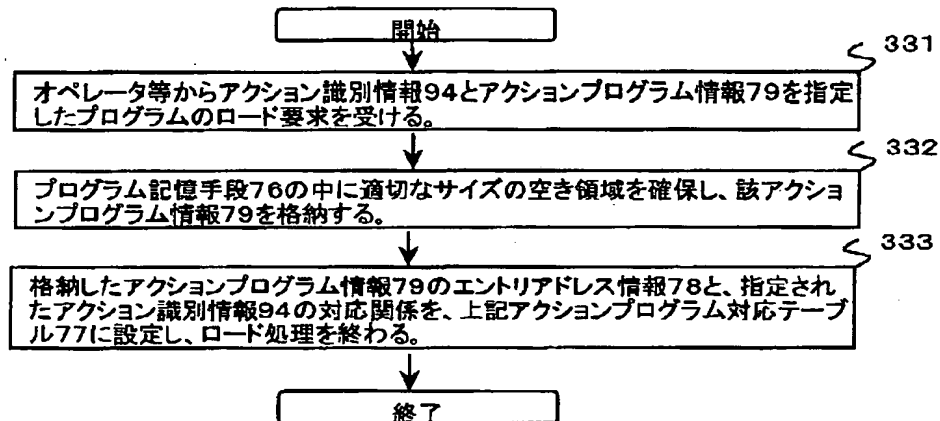 開始
331
オペレータ等からアクション識別情報94とアクションプログラム情報79を指定
したプログラムのロード要求を受ける。
332
プログラム記憶手段76の中に適切なサイズの空き領域を確保し、該アクショ
ンプログラム情報79を格納する。
333
格納したアクションプログラム情報79のエントリアドレス情報78と、指定され
たアクション識別情報94の対応関係を、上記アクションプログラム対応テーブ
ル77に設定し、ロード処理を終わる。
終了